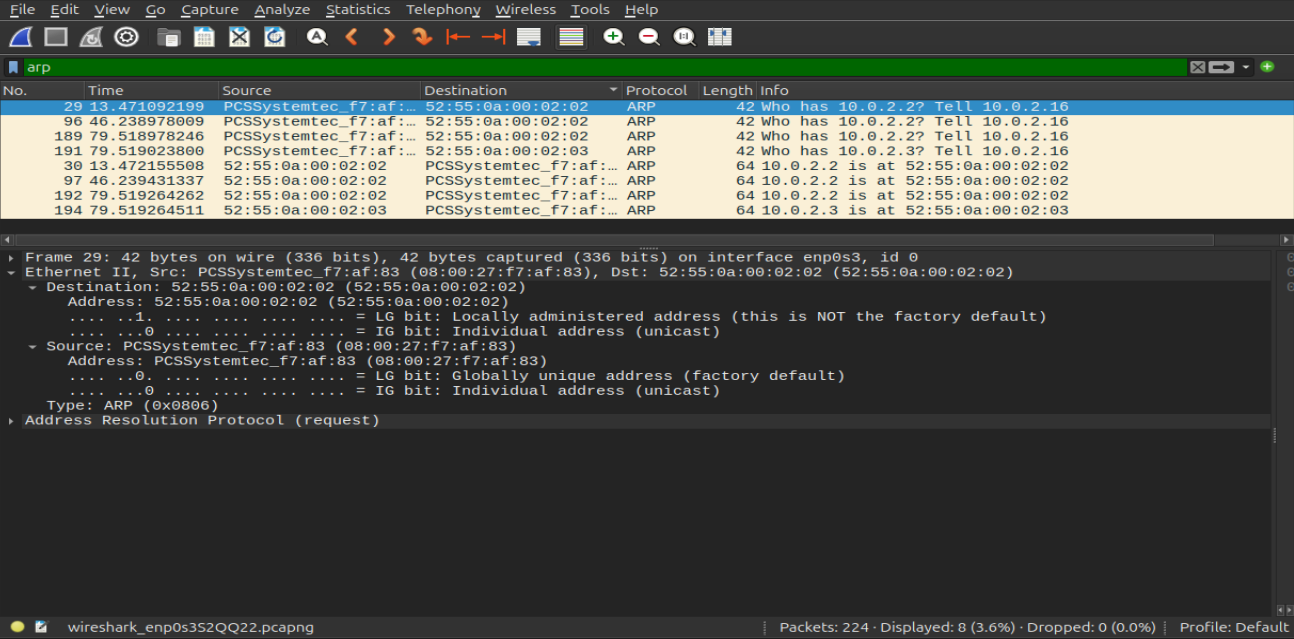 File Edit View Go Capture Analyze Statistics Telephony Wireless Tools Help
arp
No. Time Source Destination Protocol Length Info
29 13.471092199 PCSSystemtec_f7:af:… 52:55:0a:00:02:02 ARP 42 Who has 10.0.2.2? Tell 10.0.2.16
96 46.238978009 PCSSystemtec_f7:af:… 52:55:0a:00:02:02 ARP 42 Who has 10.0.2.2? Tell 10.0.2.16
189 79.518978246 PCSSystemtec_f7:af:… 52:55:0a:00:02:02 ARP 42 Who has 10.0.2.2? Tell 10.0.2.16
191 79.519023800 PCSSystemtec_f7:af:… 52:55:0a:00:02:03 ARP 42 Who has 10.0.2.3? Tell 10.0.2.16
30 13.472155508 52:55:0a:00:02:02 PCSSystemtec_f7:af:… ARP 64 10.0.2.2 is at 52:55:0a:00:02:02
97 46.239431337 52:55:0a:00:02:02 PCSSystemtec_f7:af:… ARP 64 10.0.2.2 is at 52:55:0a:00:02:02
192 79.519264262 52:55:0a:00:02:02 PCSSystemtec_f7:af:… ARP 64 10.0.2.2 is at 52:55:0a:00:02:02
194 79.519264511 52:55:0a:00:02:03 PCSSystemtec_f7:af:… ARP 64 10.0.2.3 is at 52:55:0a:00:02:03
Frame 29: 42 bytes on wire (336 bits), 42 bytes captured (336 bits) on interface enp0s3, id 0
Ethernet II, Src: PCSSystemtec_f7:af:83 (08:00:27:f7:af:83), Dst: 52:55:0a:00:02:02 (52:55:0a:00:02:02)
Destination: 52:55:0a:00:02:02 (52:55:0a:00:02:02)
Address: 52:55:0a:00:02:02 (52:55:0a:00:02:02)
.... ..1. .... .... .... .... = LG bit: Locally administered address (this is NOT the factory default)
.... ...0 .... .... .... .... = IG bit: Individual address (unicast)
Source: PCSSystemtec_f7:af:83 (08:00:27:f7:af:83)
Address: PCSSystemtec_f7:af:83 (08:00:27:f7:af:83)
.... ..0. .... .... .... .... = LG bit: Globally unique address (factory default)
.... ...0 .... .... .... .... = IG bit: Individual address (unicast)
Type: ARP (0x0806)
Address Resolution Protocol (request)
wireshark_enp0s3S2QQ22.pcapng Packets: 224 · Displayed: 8 (3.6%) · Dropped: 0 (0.0%) Profile: Default